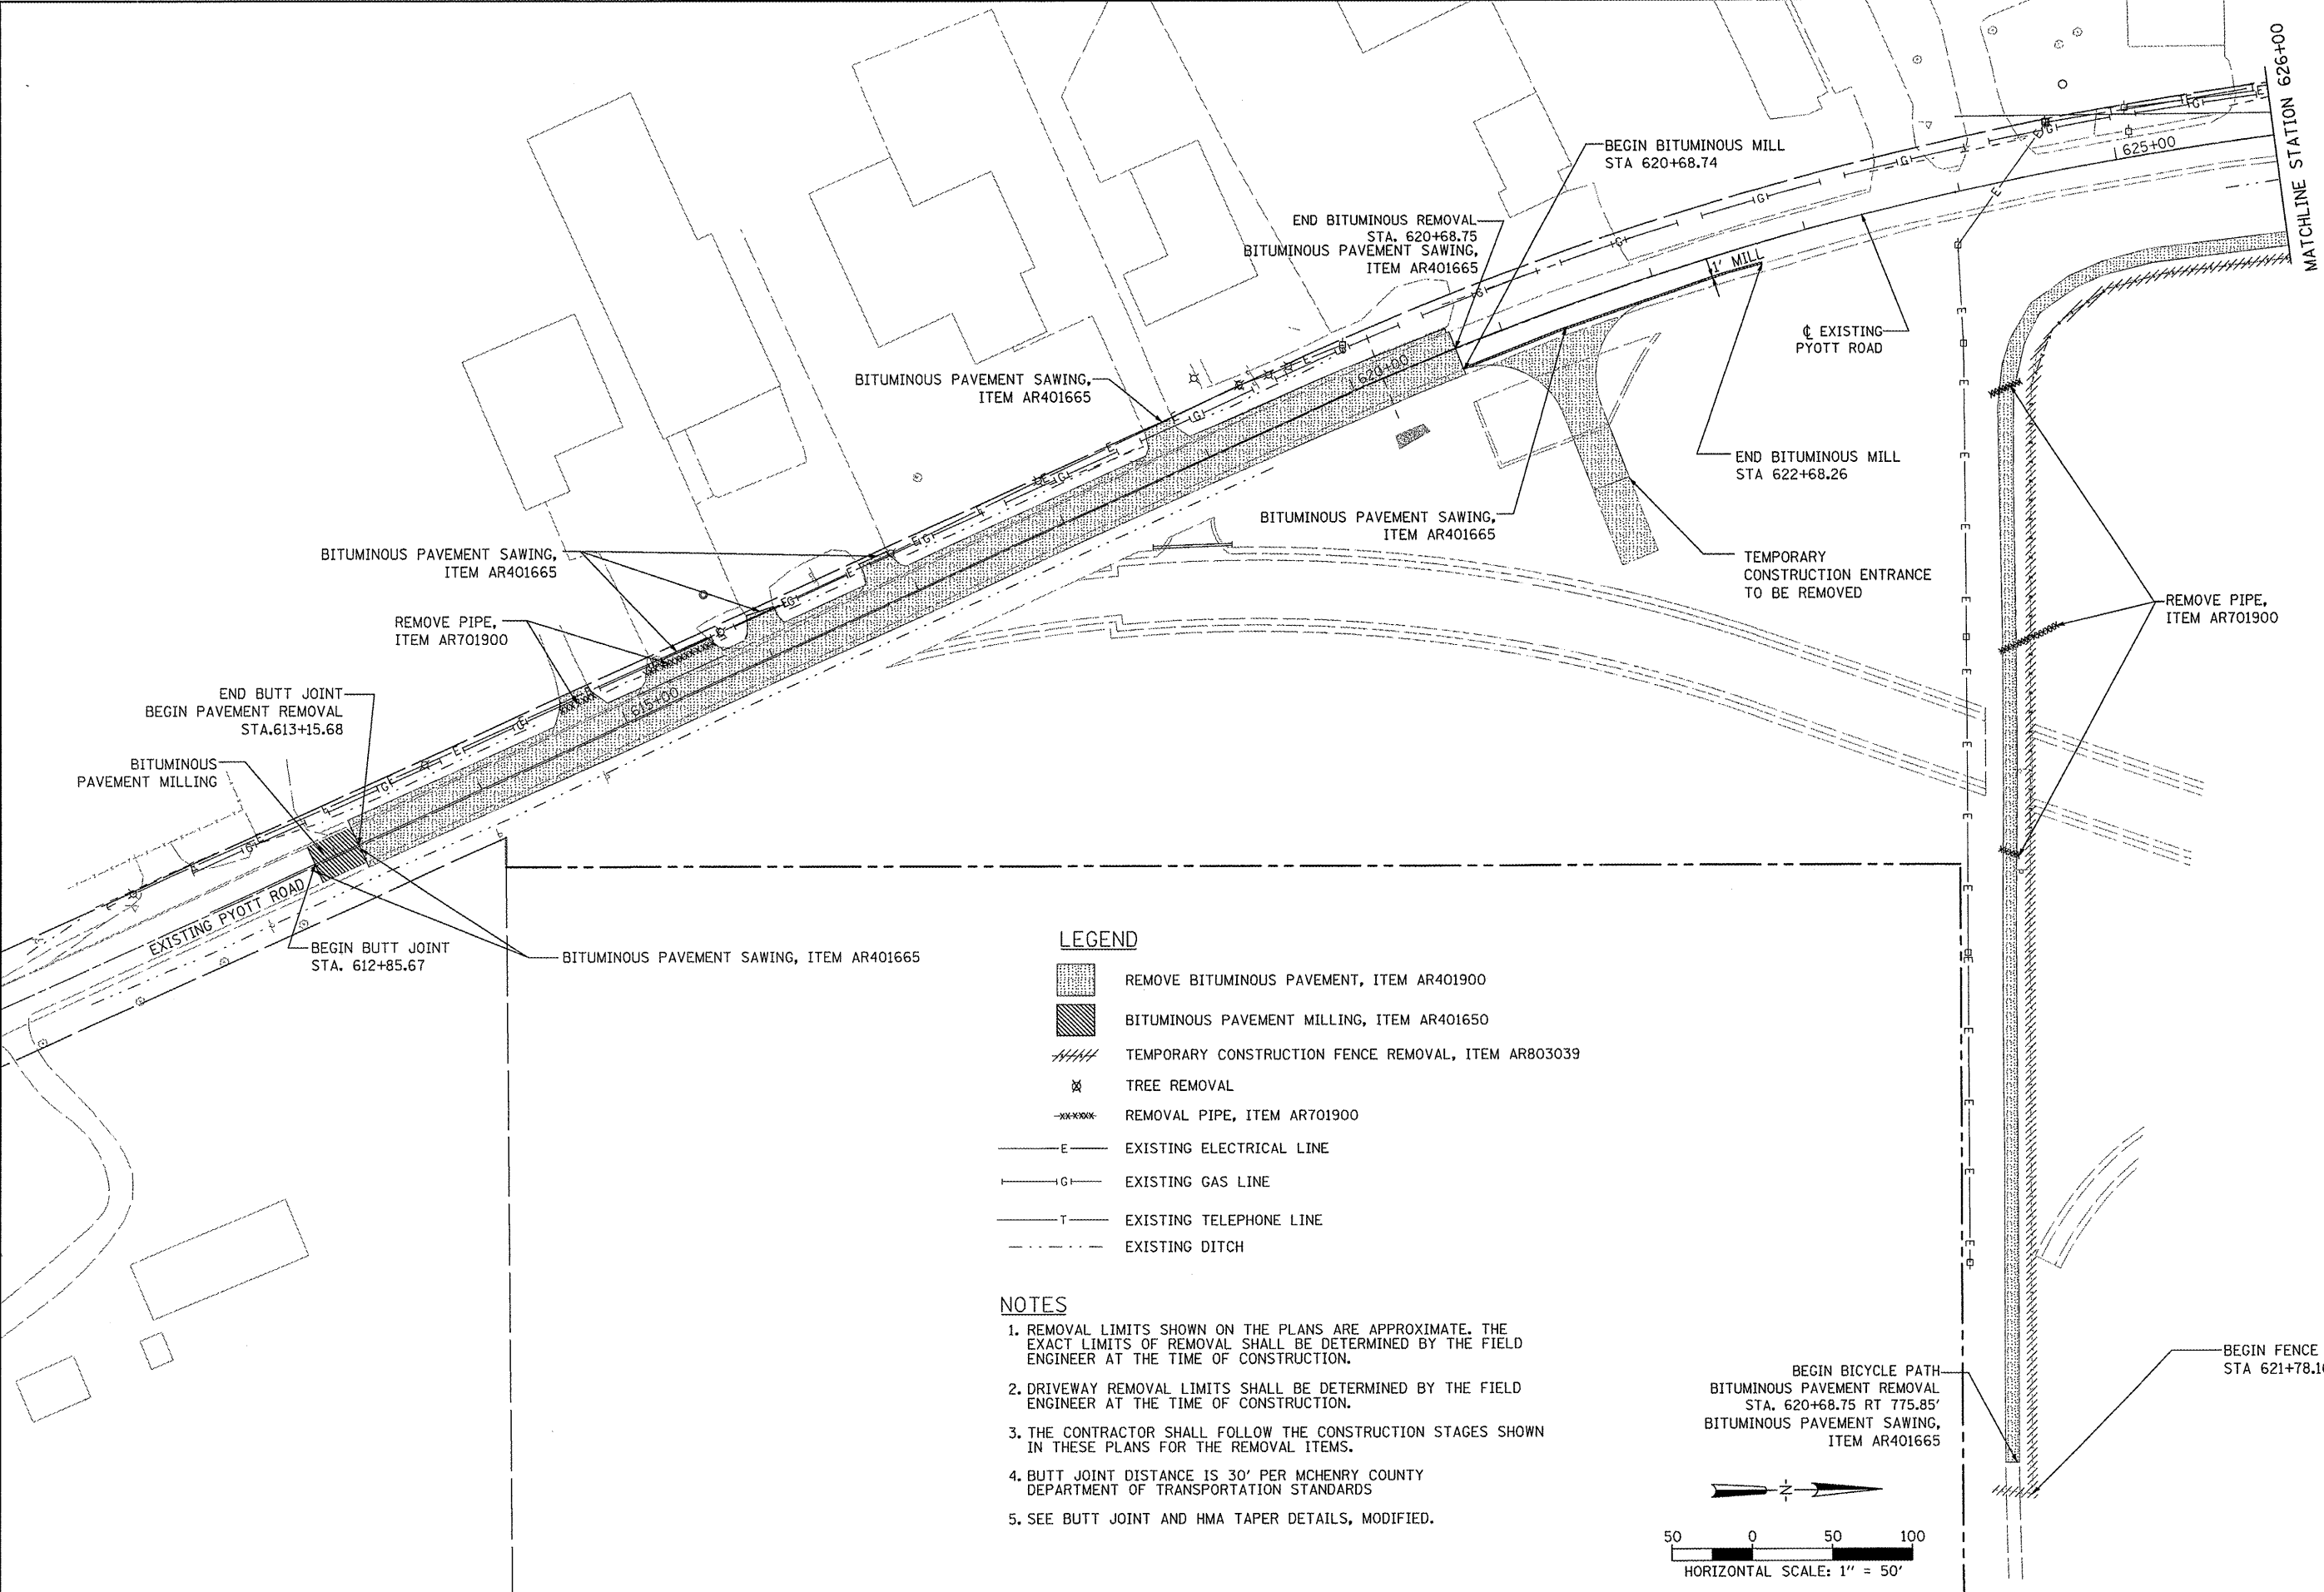 MATCHLINE STATION 626+00
625+00
BEGIN BITUMINOUS MILL
STA 620+68.74
END BITUMINOUS REMOVAL
STA. 620+68.75
BITUMINOUS PAVEMENT SAWING,
ITEM AR401665
1' MILL
℄ EXISTING
PYOTT ROAD
BITUMINOUS PAVEMENT SAWING,
ITEM AR401665
620+00
END BITUMINOUS MILL
STA 622+68.26
BITUMINOUS PAVEMENT SAWING,
ITEM AR401665
TEMPORARY
CONSTRUCTION ENTRANCE
TO BE REMOVED
BITUMINOUS PAVEMENT SAWING,
ITEM AR401665
REMOVE PIPE,
ITEM AR701900
REMOVE PIPE,
ITEM AR701900
615+00
END BUTT JOINT
BEGIN PAVEMENT REMOVAL
STA.613+15.68
BITUMINOUS
PAVEMENT MILLING
EXISTING PYOTT ROAD
BEGIN BUTT JOINT
STA. 612+85.67
BITUMINOUS PAVEMENT SAWING, ITEM AR401665
LEGEND
REMOVE BITUMINOUS PAVEMENT, ITEM AR401900
BITUMINOUS PAVEMENT MILLING, ITEM AR401650
TEMPORARY CONSTRUCTION FENCE REMOVAL, ITEM AR803039
TREE REMOVAL
REMOVAL PIPE, ITEM AR701900
E EXISTING ELECTRICAL LINE
G EXISTING GAS LINE
T EXISTING TELEPHONE LINE
EXISTING DITCH
NOTES
1. REMOVAL LIMITS SHOWN ON THE PLANS ARE APPROXIMATE. THE
EXACT LIMITS OF REMOVAL SHALL BE DETERMINED BY THE FIELD
ENGINEER AT THE TIME OF CONSTRUCTION.
2. DRIVEWAY REMOVAL LIMITS SHALL BE DETERMINED BY THE FIELD
ENGINEER AT THE TIME OF CONSTRUCTION.
3. THE CONTRACTOR SHALL FOLLOW THE CONSTRUCTION STAGES SHOWN
IN THESE PLANS FOR THE REMOVAL ITEMS.
4. BUTT JOINT DISTANCE IS 30' PER MCHENRY COUNTY
DEPARTMENT OF TRANSPORTATION STANDARDS
5. SEE BUTT JOINT AND HMA TAPER DETAILS, MODIFIED.
BEGIN FENCE
STA
BEGIN BICYCLE PATH
BITUMINOUS PAVEMENT REMOVAL
STA. 620+68.75 RT 775.85'
BITUMINOUS PAVEMENT SAWING,
ITEM AR401665
N
50 0 50 100
HORIZONTAL SCALE: 1" = 50'